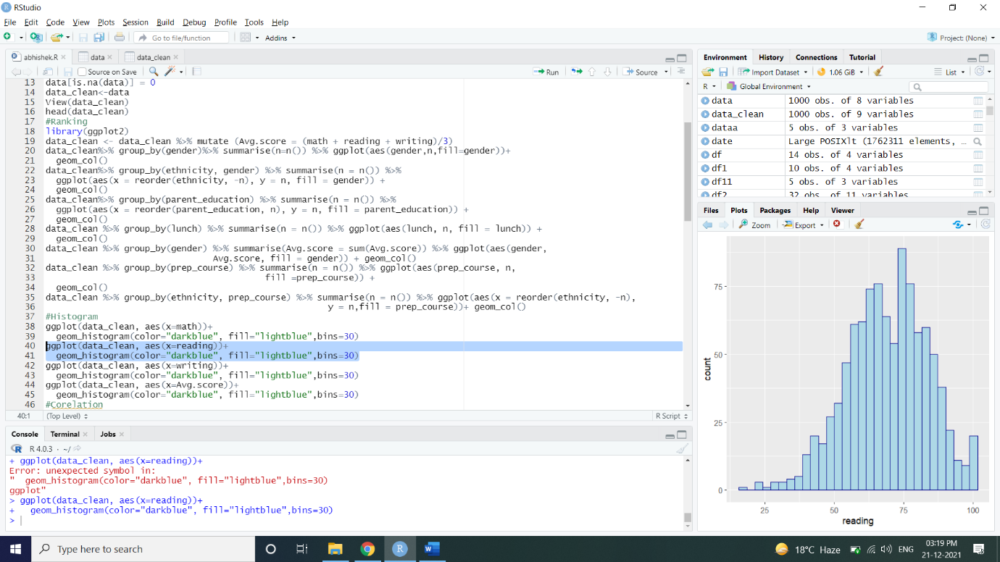 RStudio
File Edit Code View Plots Session Build Debug Profile Tools Help
Go to file/function Addins Project: (None)
abhishek.R data data_clean
Source on Save Run Source
13 data[is.na(data)] = 0
14 data_clean<-data
15 View(data_clean)
16 head(data_clean)
17 #Ranking
18 library(ggplot2)
19 data_clean <- data_clean %>% mutate (Avg.score = (math + reading + writing)/3)
20 data_clean%>% group_by(gender)%>% summarise(n=n()) %>% ggplot(aes(gender,n,fill=gender))+
21 geom_col()
22 data_clean%>% group_by(ethnicity, gender) %>% summarise(n = n()) %>%
23 ggplot(aes(x = reorder(ethnicity, -n), y = n, fill = gender)) +
24 geom_col()
25 data_clean%>% group_by(parent_education) %>% summarise(n = n()) %>%
26 ggplot(aes(x = reorder(parent_education, n), y = n, fill = parent_education)) +
27 geom_col()
28 data_clean %>% group_by(lunch) %>% summarise(n = n()) %>% ggplot(aes(lunch, n, fill = lunch)) +
29 geom_col()
30 data_clean %>% group_by(gender) %>% summarise(Avg.score = sum(Avg.score)) %>% ggplot(aes(gender,
31 Avg.score, fill = gender)) + geom_col()
32 data_clean %>% group_by(prep_course) %>% summarise(n = n()) %>% ggplot(aes(prep_course, n,
33 fill =prep_course)) +
34 geom_col()
35 data_clean %>% group_by(ethnicity, prep_course) %>% summarise(n = n()) %>% ggplot(aes(x = reorder(ethnicity, -n),
36 y = n,fill = prep_course))+ geom_col()
37 #Histogram
38 ggplot(data_clean, aes(x=math))+
39 geom_histogram(color="darkblue", fill="lightblue",bins=30)
40 ggplot(data_clean, aes(x=reading))+
41 geom_histogram(color="darkblue", fill="lightblue",bins=30)
42 ggplot(data_clean, aes(x=writing))+
43 geom_histogram(color="darkblue", fill="lightblue",bins=30)
44 ggplot(data_clean, aes(x=Avg.score))+
45 geom_histogram(color="darkblue", fill="lightblue",bins=30)
46 #Corelation
40:1 (Top Level) R Script
Console Terminal Jobs
R 4.0.3 · ~/
+ ggplot(data_clean, aes(x=reading))+
Error: unexpected symbol in:
" geom_histogram(color="darkblue", fill="lightblue",bins=30)
ggplot"
> ggplot(data_clean, aes(x=reading))+
+ geom_histogram(color="darkblue", fill="lightblue",bins=30)
>
Environment History Connections Tutorial
Import Dataset 1.06 GiB List
R Global Environment
data 1000 obs. of 8 variables
data_clean 1000 obs. of 9 variables
dataa 5 obs. of 3 variables
date Large POSIXlt (1762311 elements, …
df 14 obs. of 4 variables
df1 10 obs. of 4 variables
df11 5 obs. of 3 variables
df2 32 obs. of 11 variables
Files Plots Packages Help Viewer
Zoom Export
75
50
25
0
count
25 50 75 100
reading
Type here to search
W
18°C Haze ENG 03:19 PM
21-12-2021